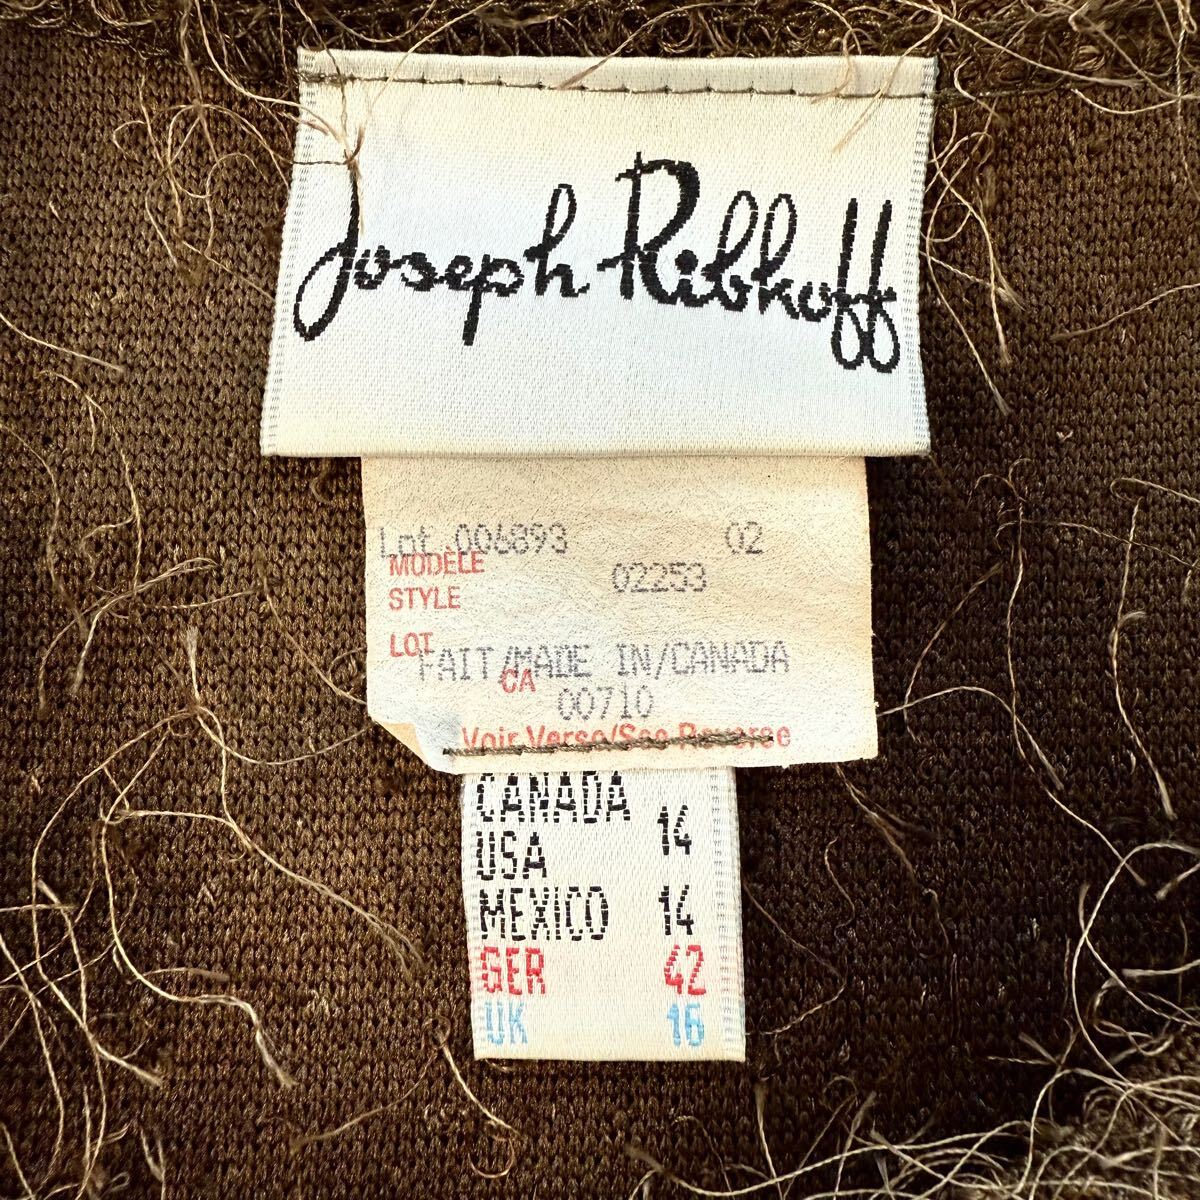 Joseph Ribkoff
Lot 006893 02
MODÈLE
02253
STYLE
LOT
FAIT/MADE IN/CANADA
CA
00710
Voir Verso/See Reverse
CANADA
USA 14
MEXICO 14
GER 42
UK 16